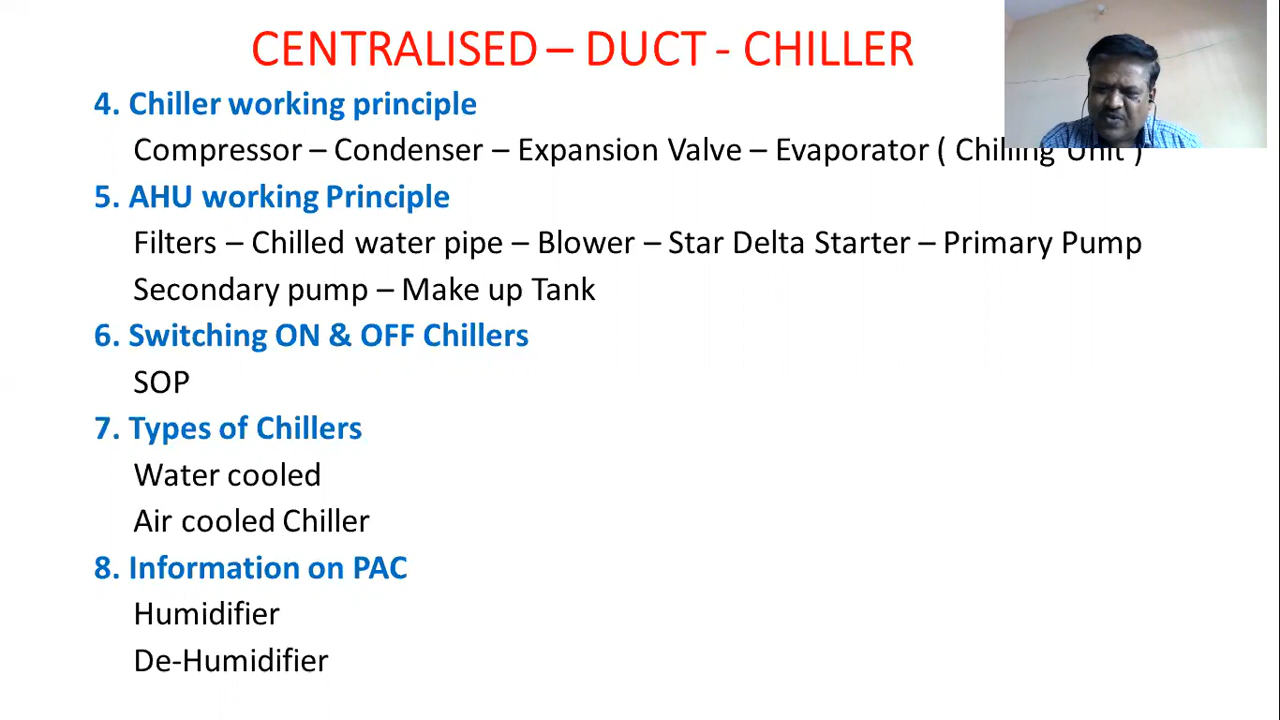 CENTRALISED – DUCT - CHILLER
4. Chiller working principle
Compressor – Condenser – Expansion Valve – Evaporator ( Chilling Unit )
5. AHU working Principle
Filters – Chilled water pipe – Blower – Star Delta Starter – Primary Pump
Secondary pump – Make up Tank
6. Switching ON & OFF Chillers
SOP
7. Types of Chillers
Water cooled
Air cooled Chiller
8. Information on PAC
Humidifier
De-Humidifier